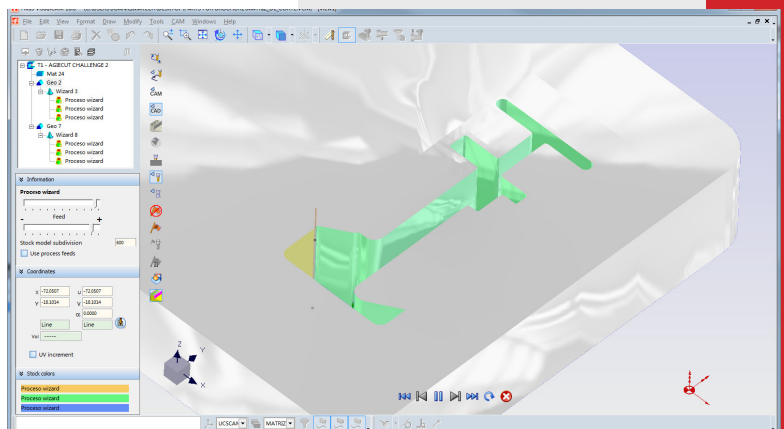 File Edit View Format Draw Modify Tools CAM Windows Help
T1 - AGIECUT CHALLENGE 2
Mat 24
Geo 2
Wizard 3
Proceso wizard
Proceso wizard
Proceso wizard
Geo 7
Wizard 8
Proceso wizard
Proceso wizard
Proceso wizard
CAM
CAD
Information
Proceso wizard
- Feed +
Stock model subdivision 600
Use process feeds
Coordinates
x -72.0507 u -72.0507
y -18.1014 v -18.1014
α 0.0000
Line Line
Vol -----
UV increment
Stock colors
Proceso wizard
Proceso wizard
Proceso wizard
Z
Y
X
UCSCAM MATRIZ